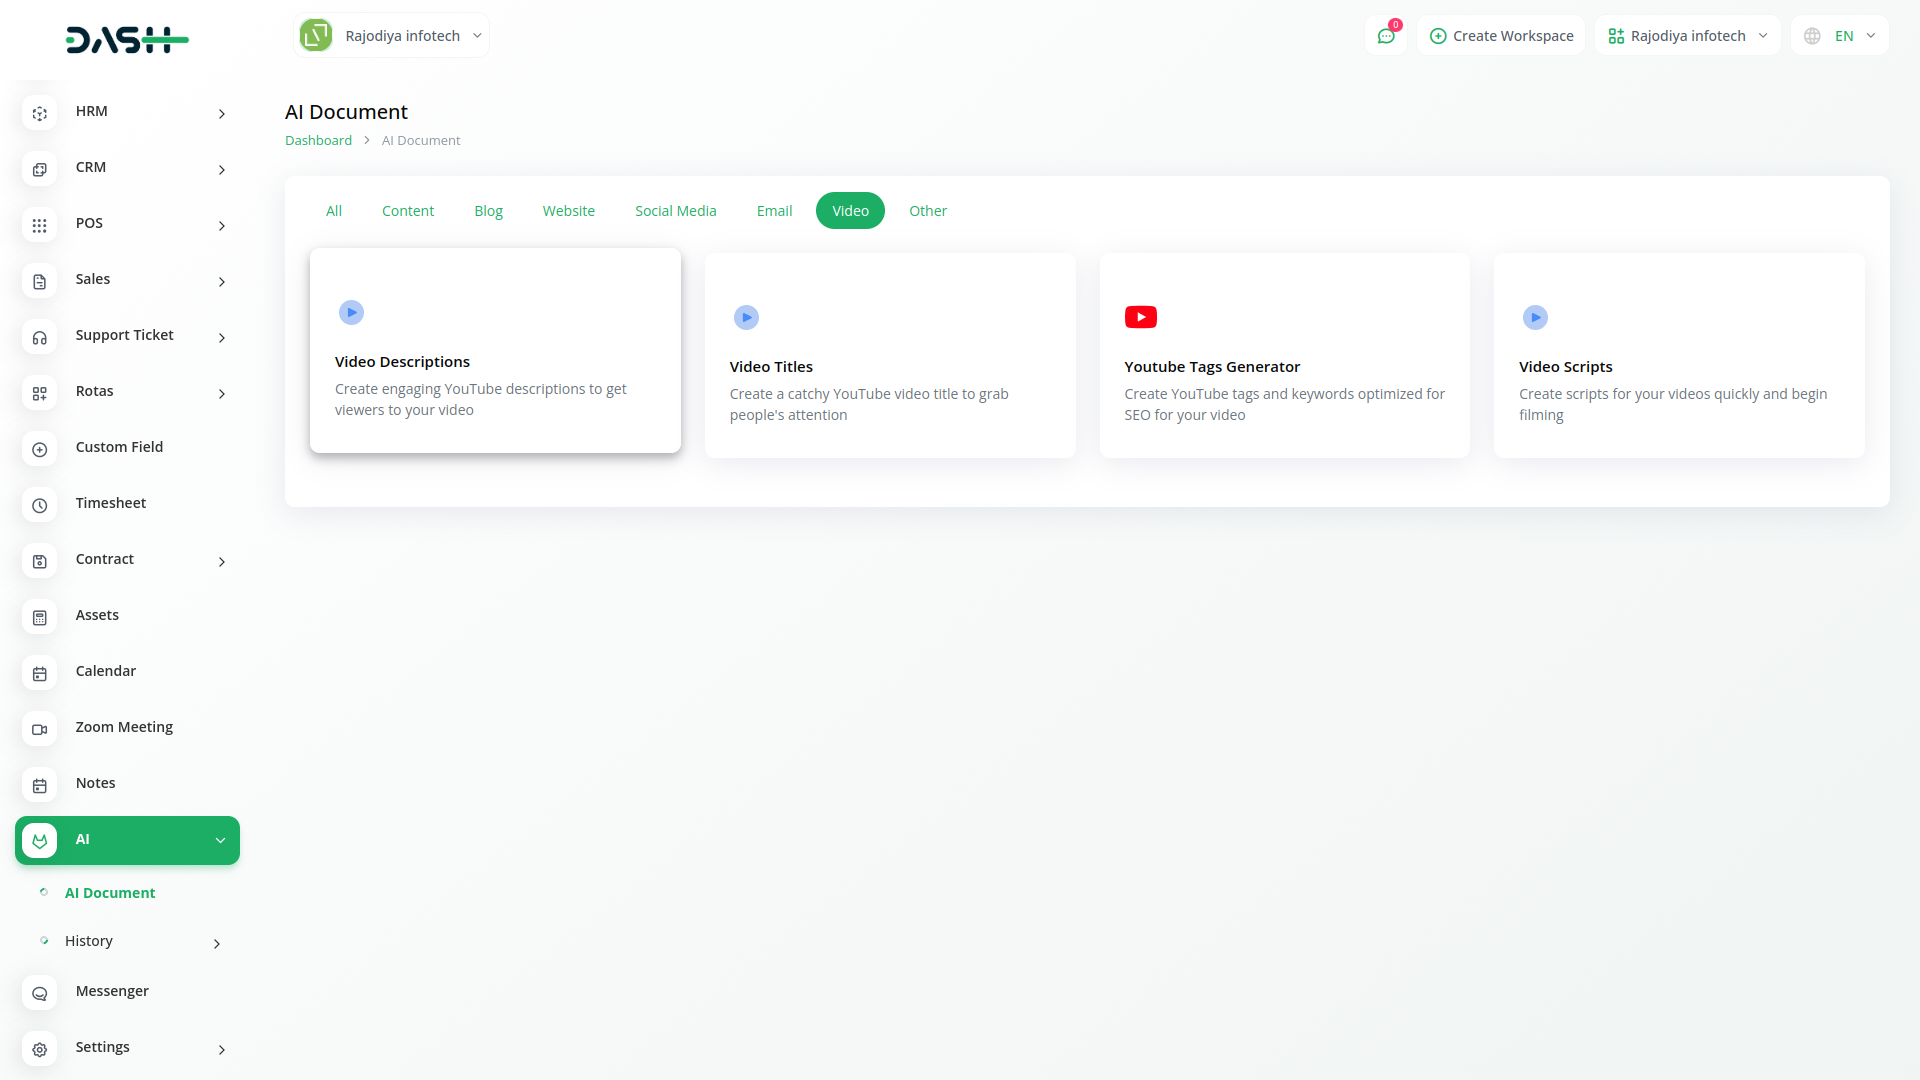 DASH
Rajodiya infotech
0
Create Workspace
Rajodiya infotech
EN
HRM
CRM
POS
Sales
Support Ticket
Rotas
Custom Field
Timesheet
Contract
Assets
Calendar
Zoom Meeting
Notes
AI
AI Document
History
Messenger
Settings
AI Document
Dashboard > AI Document
All Content Blog Website Social Media Email Video Other
Video Descriptions
Create engaging YouTube descriptions to get
viewers to your video
Video Titles
Create a catchy YouTube video title to grab
people's attention
Youtube Tags Generator
Create YouTube tags and keywords optimized for
SEO for your video
Video Scripts
Create scripts for your videos quickly and begin
filming